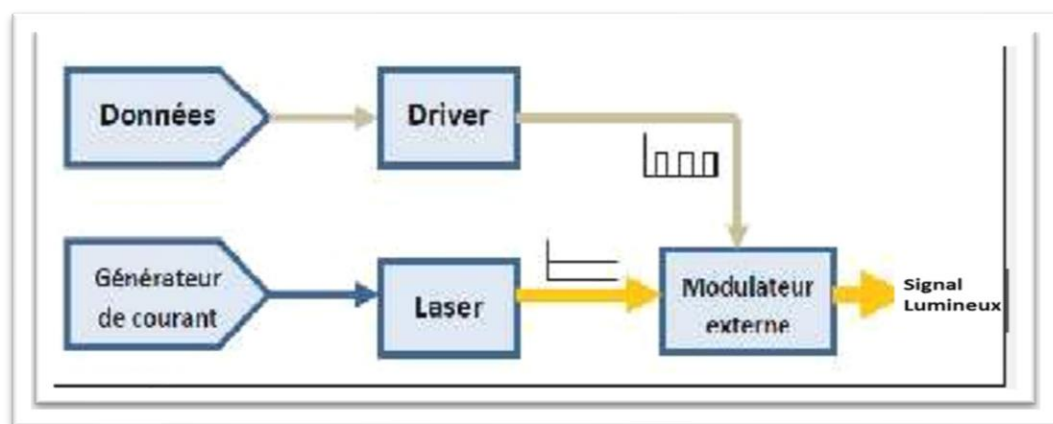 Données
Driver
Générateur
de courant
Laser
Modulateur
externe
Signal
Lumineux